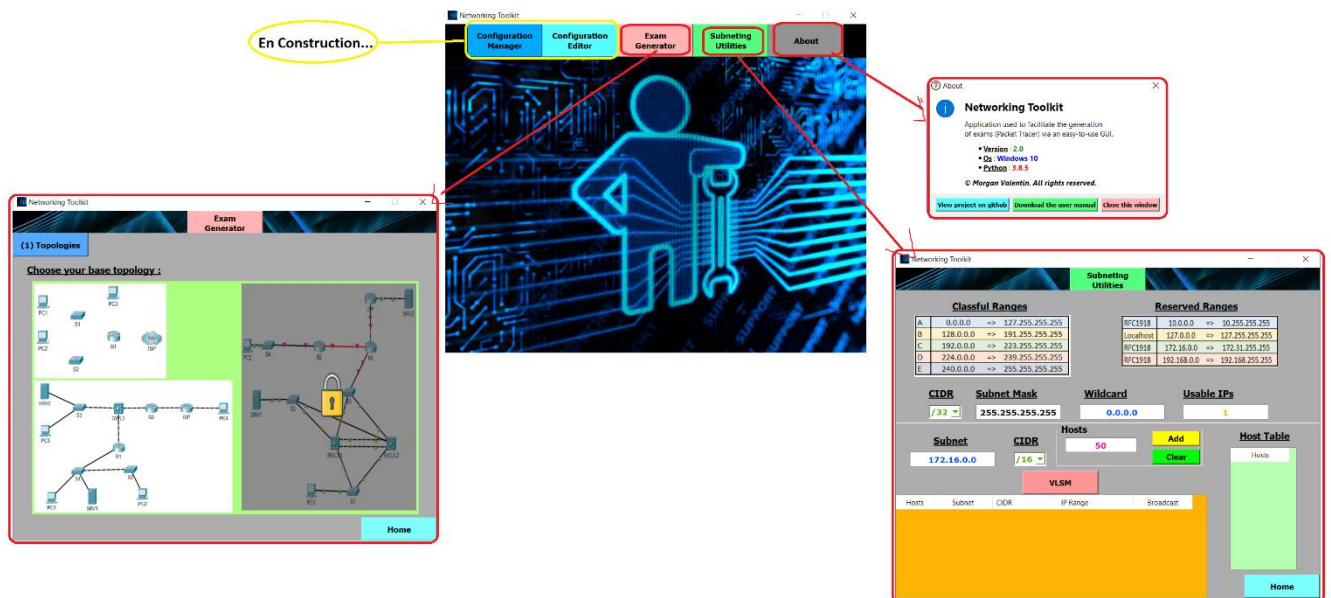 En Construction...
Networking Toolkit
Configuration Manager
Configuration Editor
Exam Generator
Subneting Utilities
About
SUPPORT
About
Networking Toolkit
Application used to facilitate the generation
of exams (Packet Tracer) via an easy-to-use GUI.
Version : 2.0
Os : Windows 10
Python : 3.8.5
© Morgan Valentin. All rights reserved.
View project on github
Download the user manual
Close this window
Networking Toolkit
Exam Generator
(1) Topologies
Choose your base topology :
PC1
PC3
S1
R1
ISP
PC2
S2
SRV2
S3
SWL3
R2
ISP
PC4
PC3
R1
S1
S2
PC1
SRV1
PC2
SRV2
PC2
S4
R2
SRV1
S2
SWL3-2
PC1
S1
Home
Networking Toolkit
Subneting Utilities
Classful Ranges
A 0.0.0.0 => 127.255.255.255
B 128.0.0.0 => 191.255.255.255
C 192.0.0.0 => 223.255.255.255
D 224.0.0.0 => 239.255.255.255
E 240.0.0.0 => 255.255.255.255
Reserved Ranges
RFC1918 10.0.0.0 => 10.255.255.255
Localhost 127.0.0.0 => 127.255.255.255
RFC1918 172.16.0.0 => 172.31.255.255
RFC1918 192.168.0.0 => 192.168.255.255
CIDR Subnet Mask Wildcard Usable IPs
/32 255.255.255.255 0.0.0.0 1
Subnet CIDR Hosts
172.16.0.0 /16 50
Add
Clear
VLSM
Host Table
Hosts
Hosts Subnet CIDR IP Range Broadcast
Home